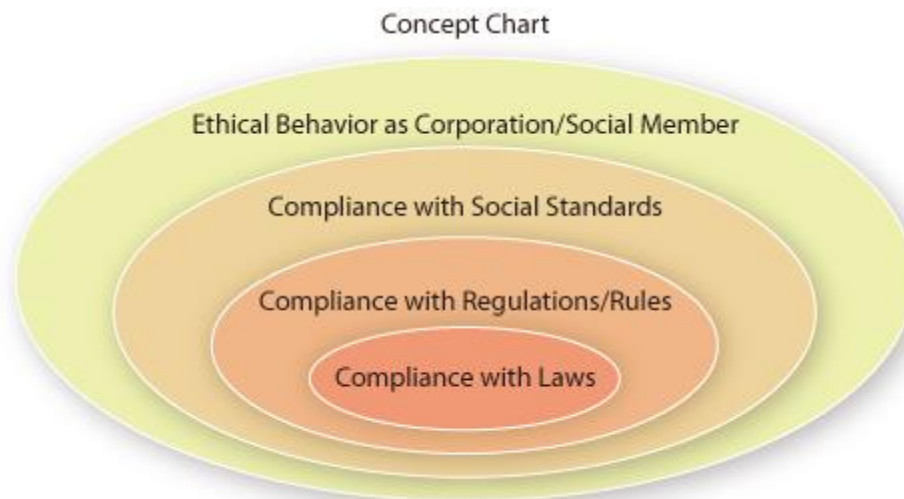 Concept Chart
Ethical Behavior as Corporation/Social Member
Compliance with Social Standards
Compliance with Regulations/Rules
Compliance with Laws